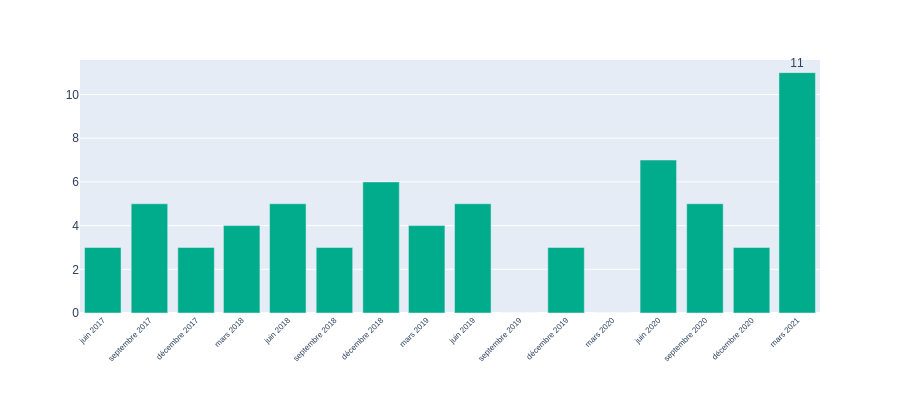 11
10
8
6
4
2
0
juin 2017
septembre 2017
décembre 2017
mars 2018
juin 2018
septembre 2018
décembre 2018
mars 2019
juin 2019
septembre 2019
décembre 2019
mars 2020
juin 2020
septembre 2020
décembre 2020
mars 2021